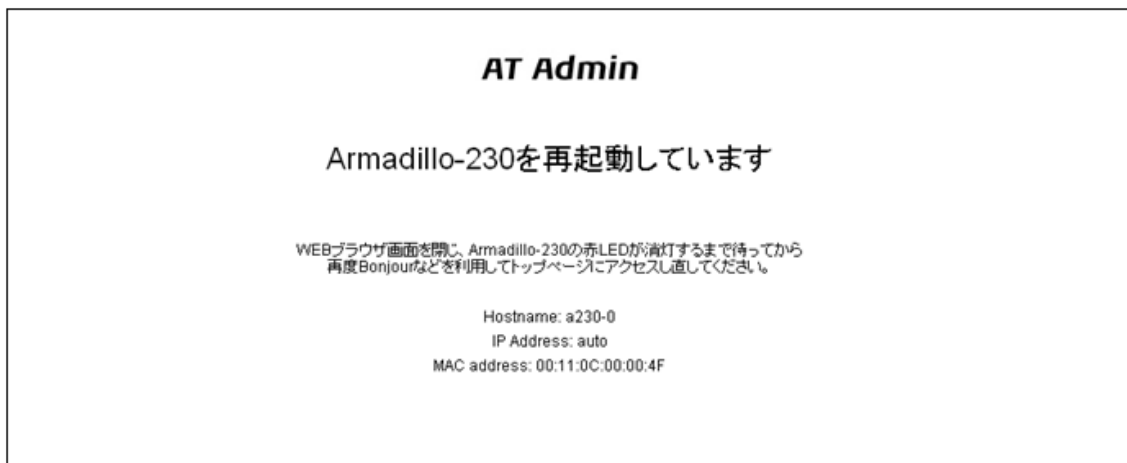 AT Admin
Armadillo-230を再起動しています
WEBブラウザ画面を閉じ、Armadillo-230の赤LEDが消灯するまで待ってから
再度Bonjourなどを利用してトップページにアクセスし直してください。
Hostname: a230-0
IP Address: auto
MAC address: 00:11:0C:00:00:4F